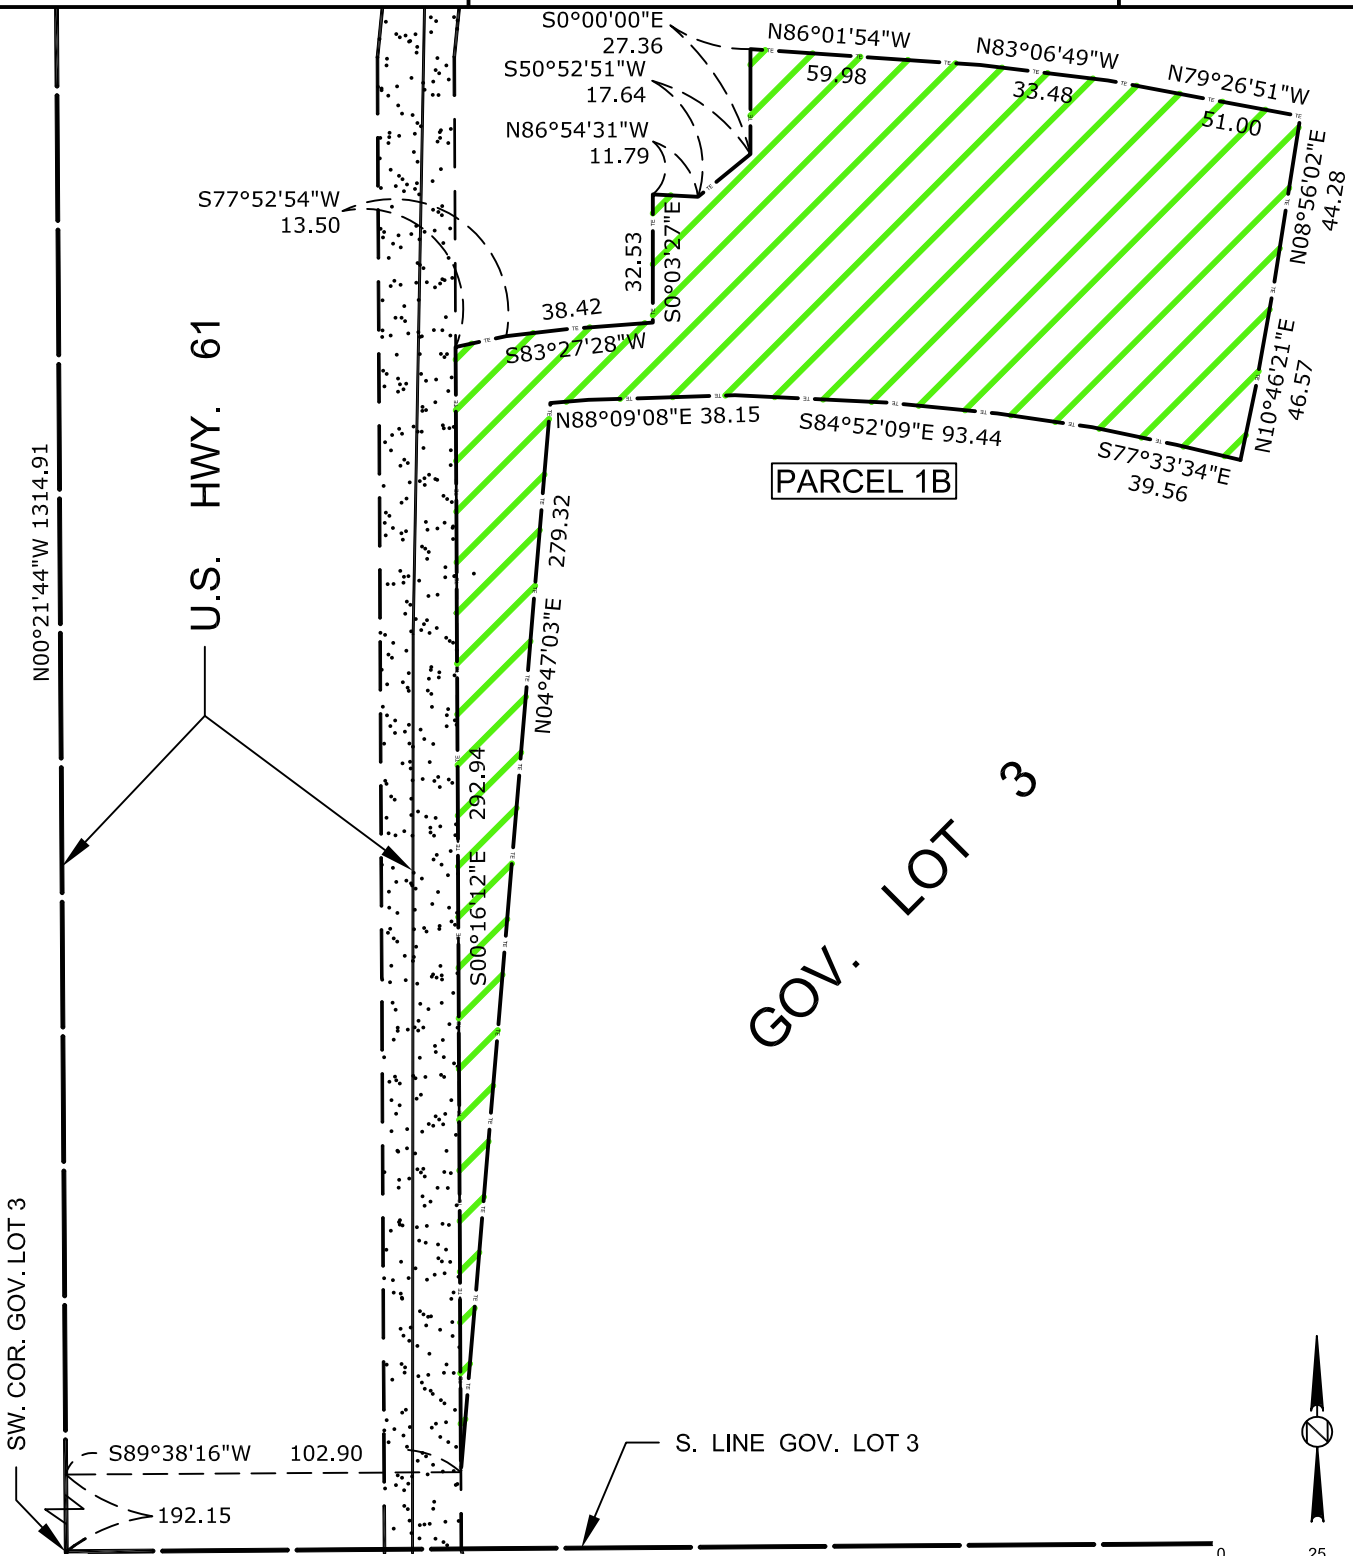 S0°00'00"E
27.36
S50°52'51"W
17.64
N86°54'31"W
11.79
N86°01'54"W
59.98
N83°06'49"W
33.48
N79°26'51"W
51.00
N08°56'02"E
44.28
S77°52'54"W
13.50
32.53
S0°03'27"E
38.42
S83°27'28"W
N10°46'21"E
46.57
N88°09'08"E 38.15
S84°52'09"E 93.44
S77°33'34"E
39.56
PARCEL 1B
N00°21'44"W 1314.91
U.S. HWY. 61
N04°47'03"E 279.32
S00°16'12"E 292.94
GOV. LOT 3
SW. COR. GOV. LOT 3
S89°38'16"W 102.90
192.15
S. LINE GOV. LOT 3
0 25